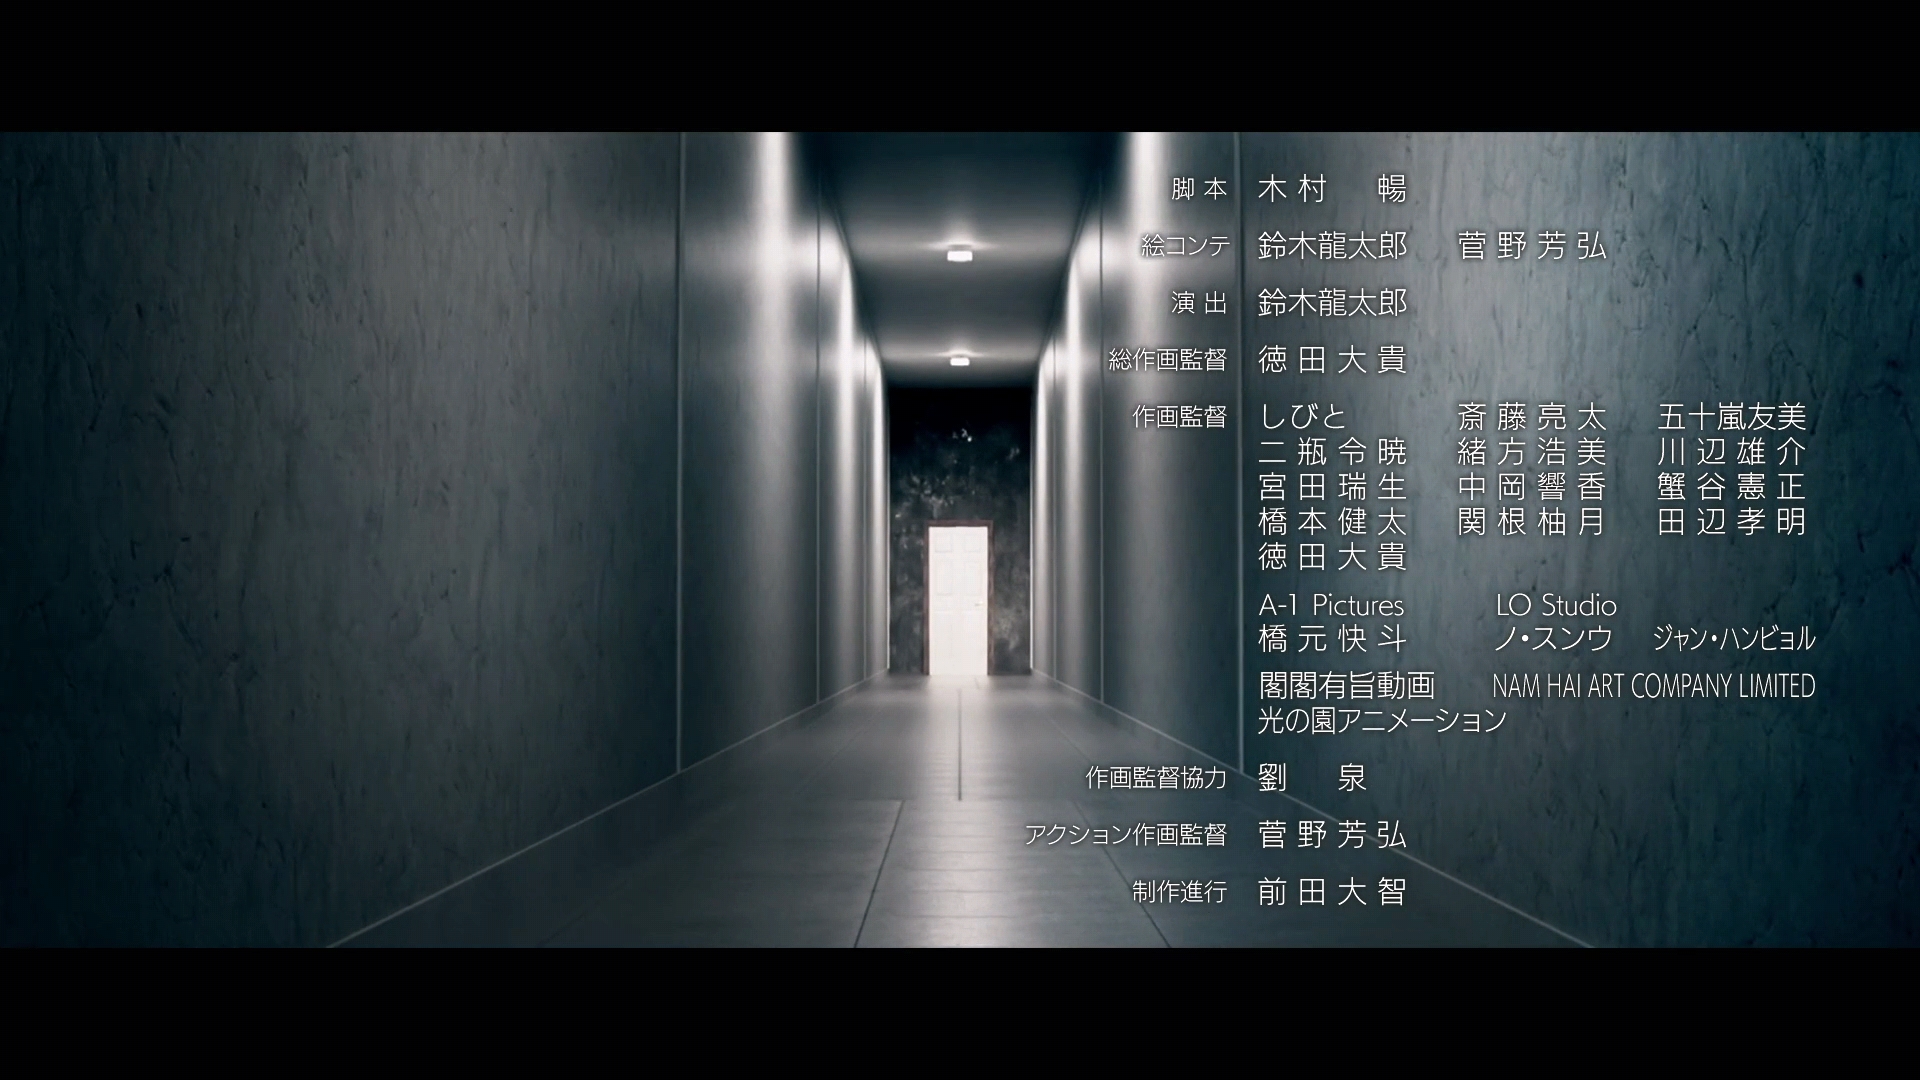 脚本 木村 暢
絵コンテ 鈴木龍太郎 菅野芳弘
演出 鈴木龍太郎
総作画監督 徳田大貴
作画監督 しびと 斎藤亮太 五十嵐友美
二瓶令暁 緒方浩美 川辺雄介
宮田瑞生 中岡響香 蟹谷憲正
橋本健太 関根柚月 田辺孝明
徳田大貴
A-1 Pictures LO Studio
橋元快斗 ノ・スンウ ジャン・ハンビョル
閣閣有旨動画 NAM HAI ART COMPANY LIMITED
光の園アニメーション
作画監督協力 劉 泉
アクション作画監督 菅野芳弘
制作進行 前田大智